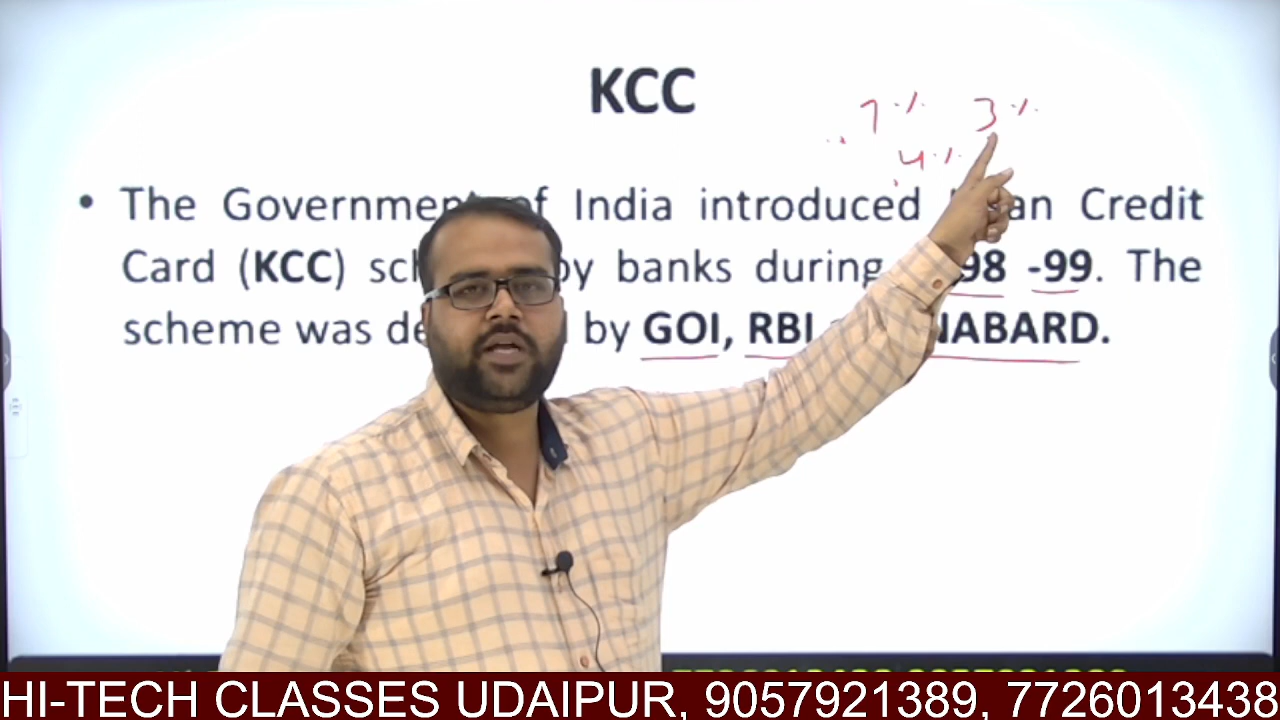 KCC
7% 3%
4%
• The Government of India introduced Credit
Card (KCC) by banks during 98 -99. The
scheme was by GOI, RBI NABARD.
HI-TECH CLASSES UDAIPUR, 9057921389, 7726013438